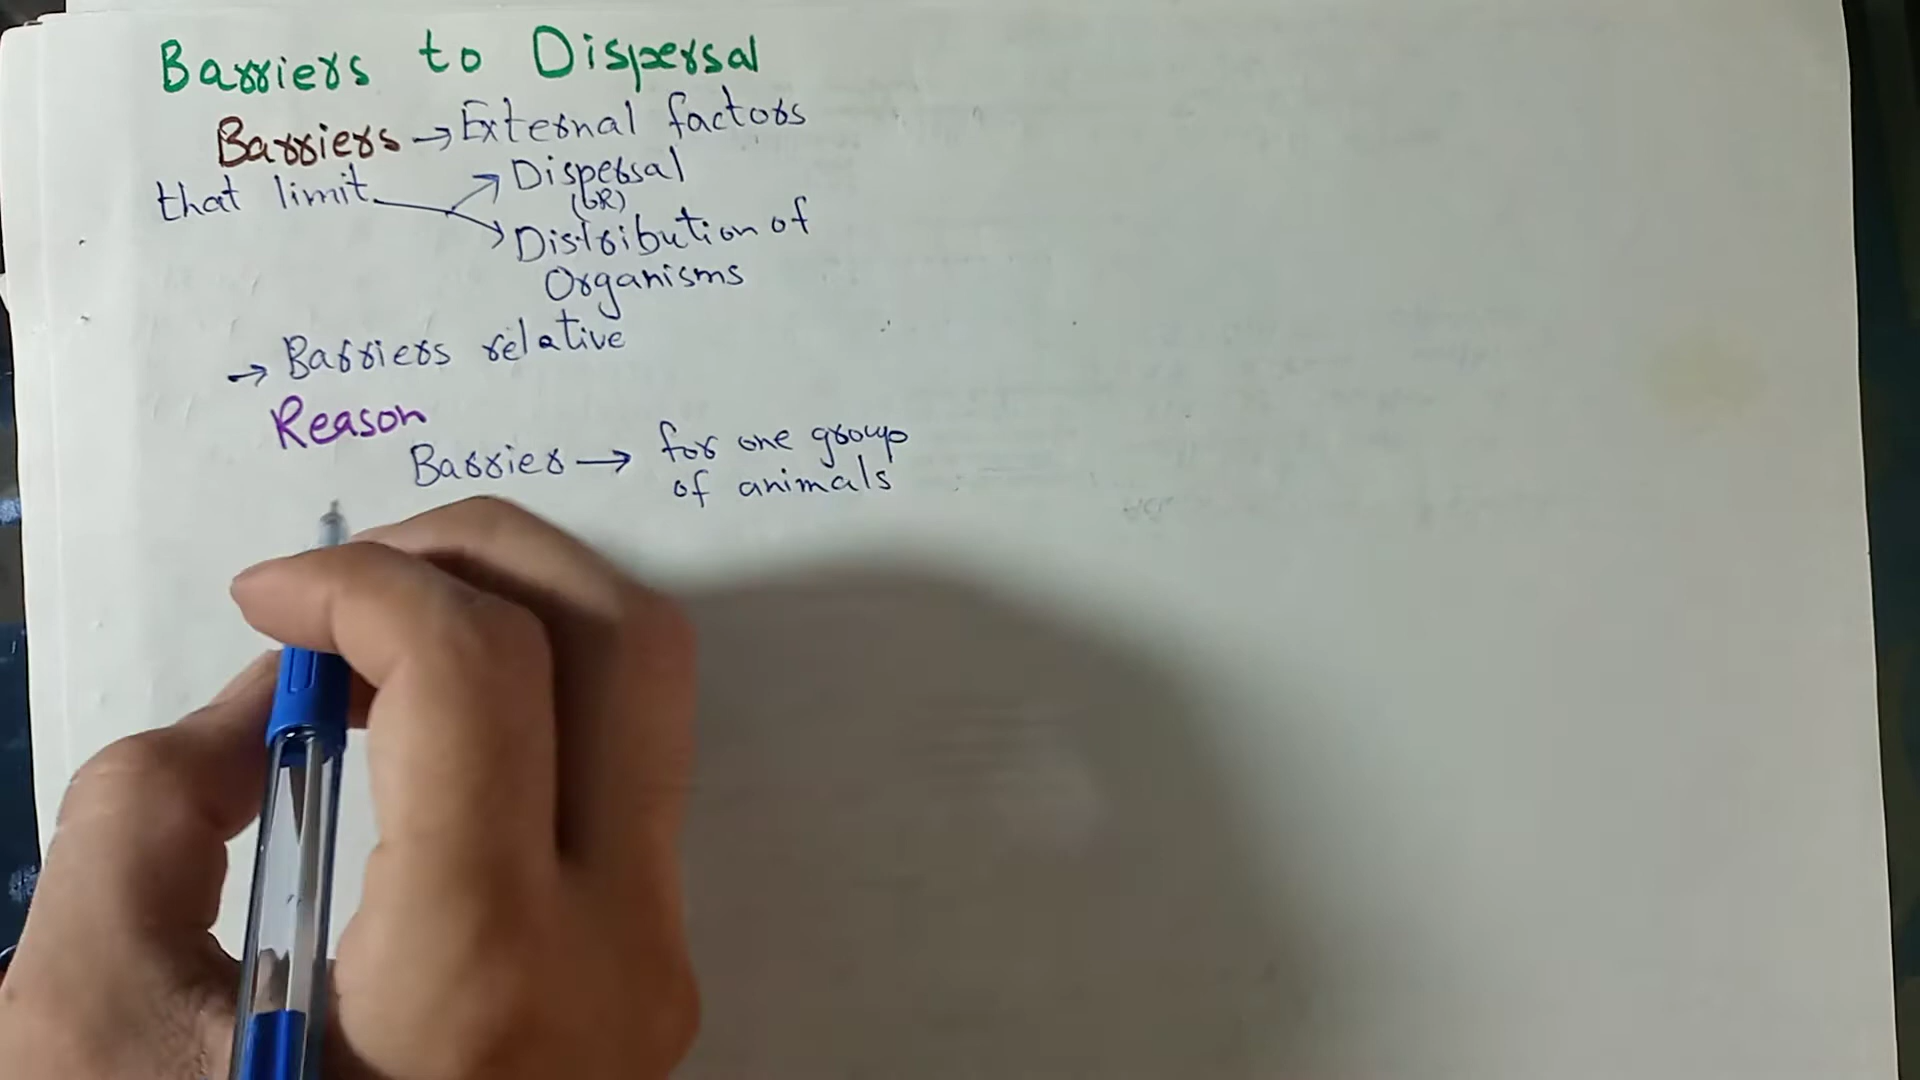 Barriers to Dispersal
Barriers → External factors
that limit → Dispersal
(OR)
→ Distribution of
Organisms
→ Barriers relative
Reason
Barrier → for one group
of animals